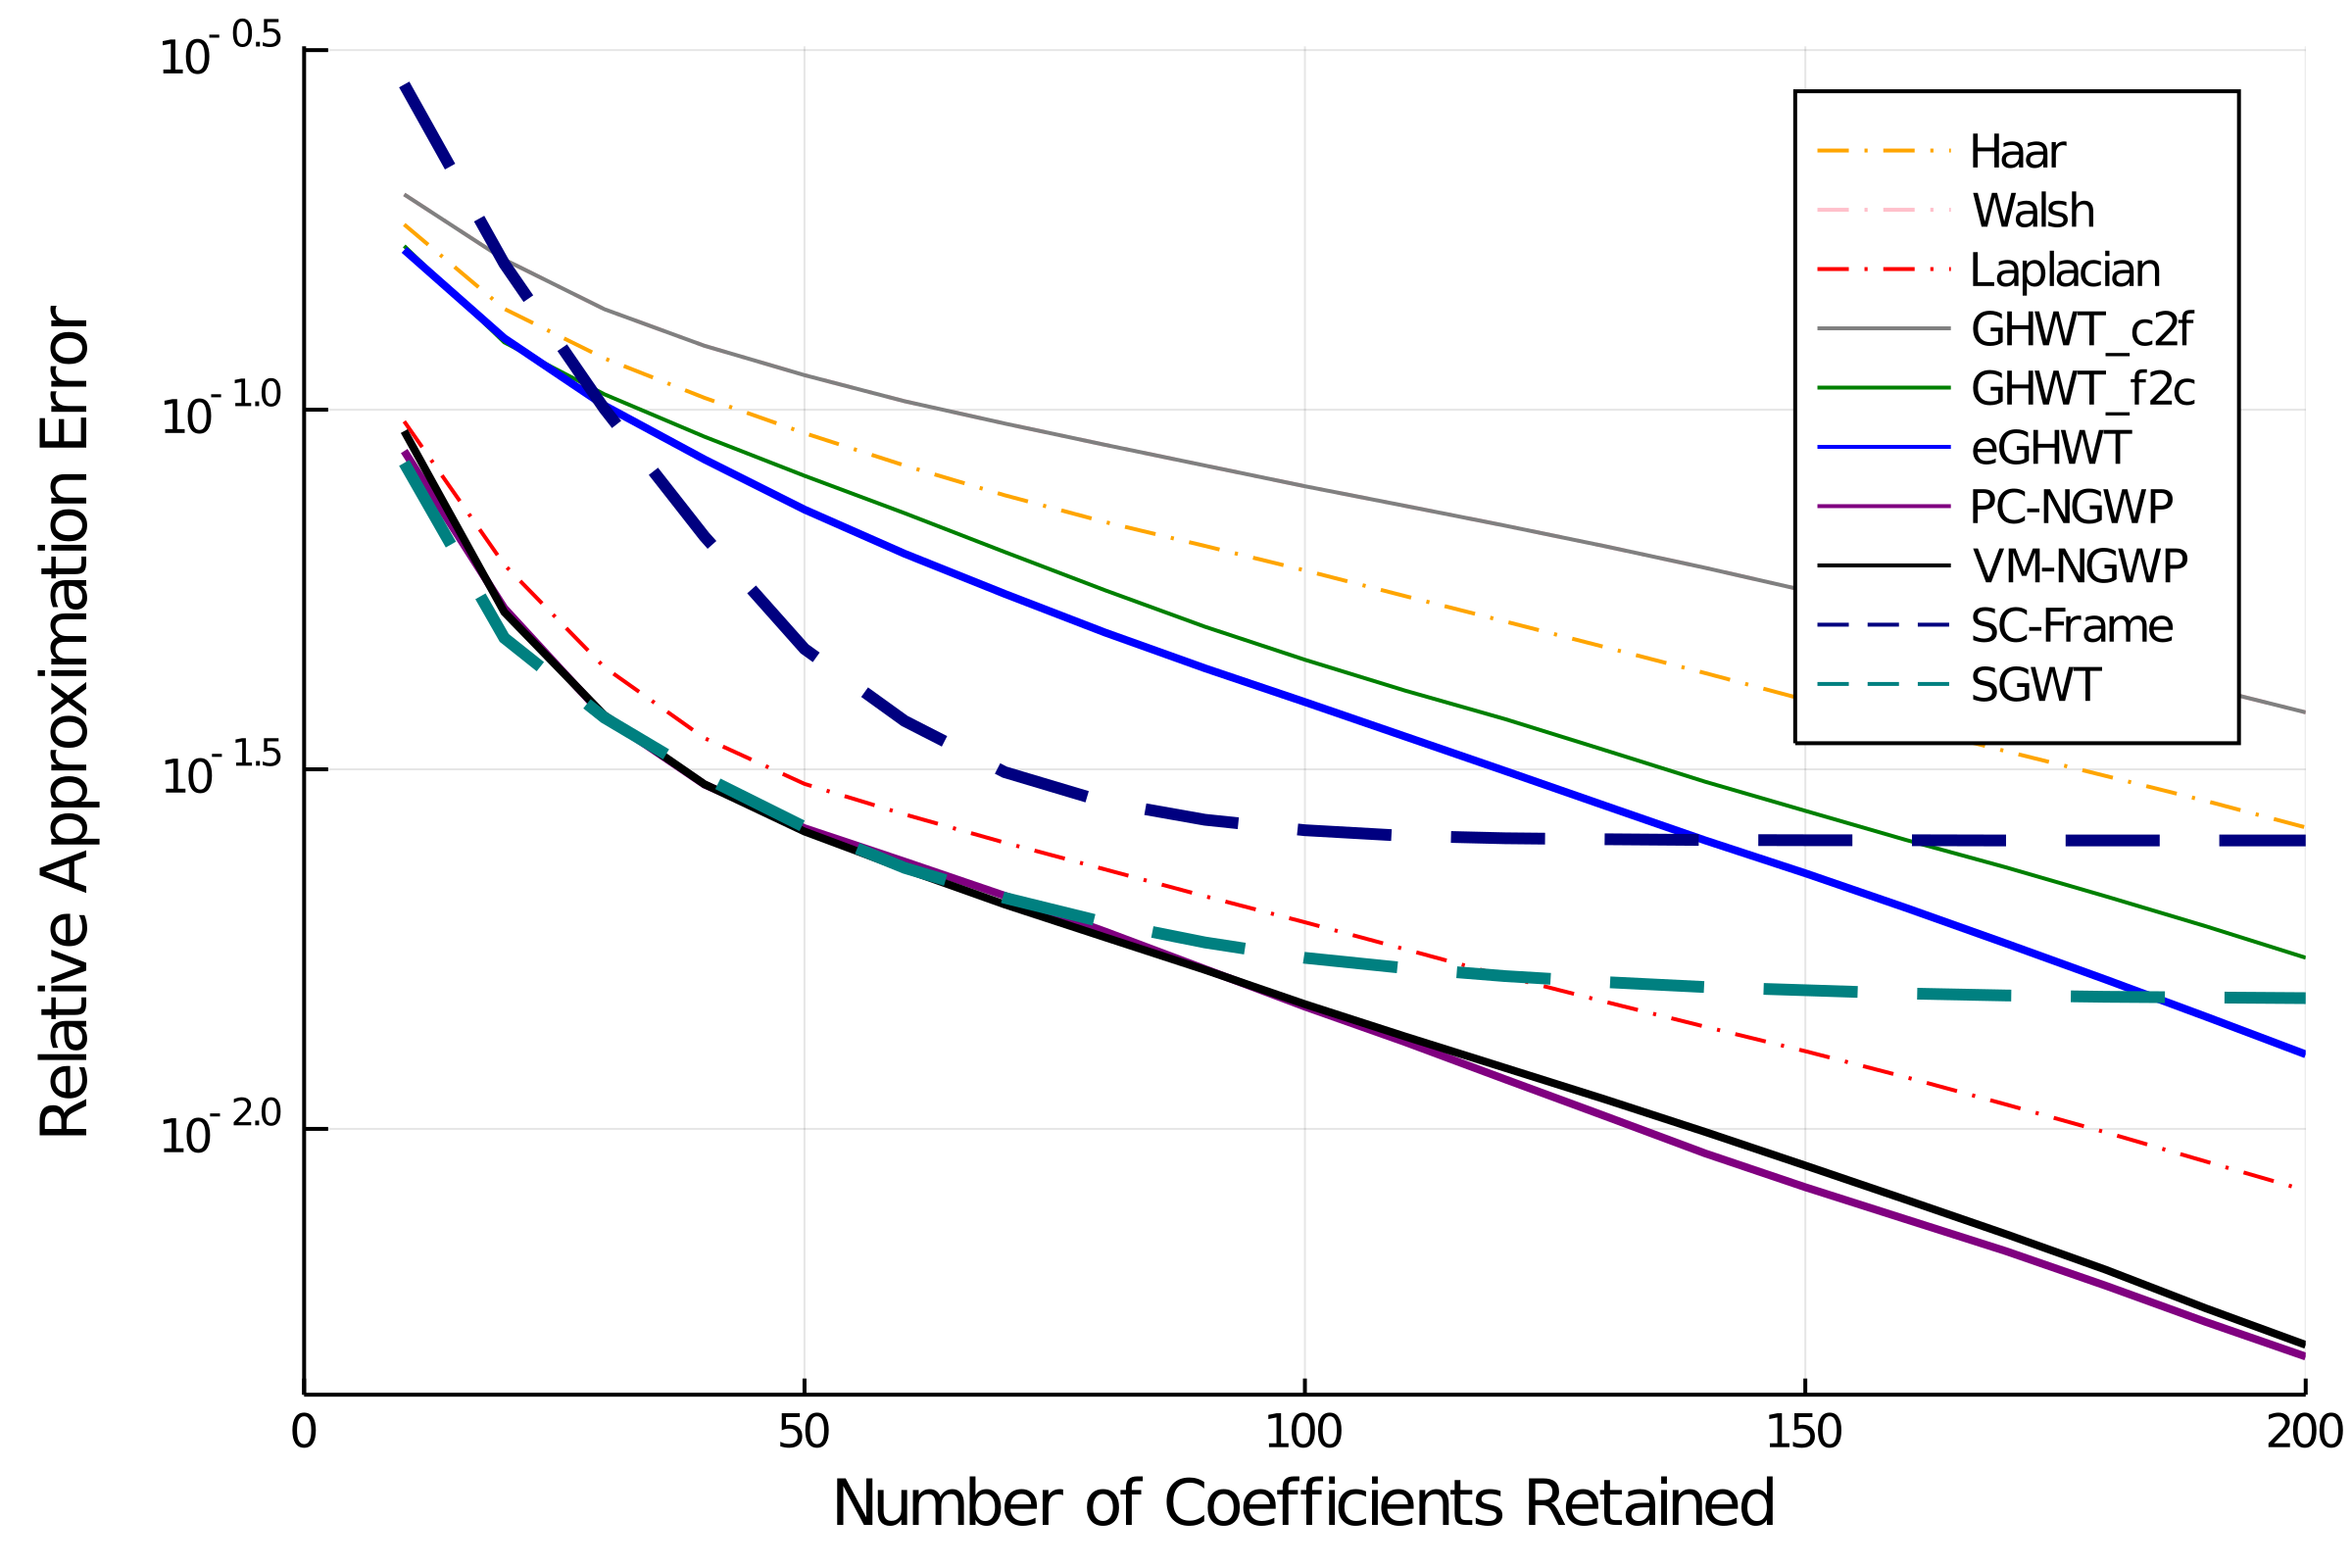 10^-0.5
10^-1.0
10^-1.5
10^-2.0
Relative Approximation Error
Haar
Walsh
Laplacian
GHWT_c2f
GHWT_f2c
eGHWT
PC-NGWP
VM-NGWP
SC-Frame
SGWT
0 50 100 150 200
Number of Coefficients Retained